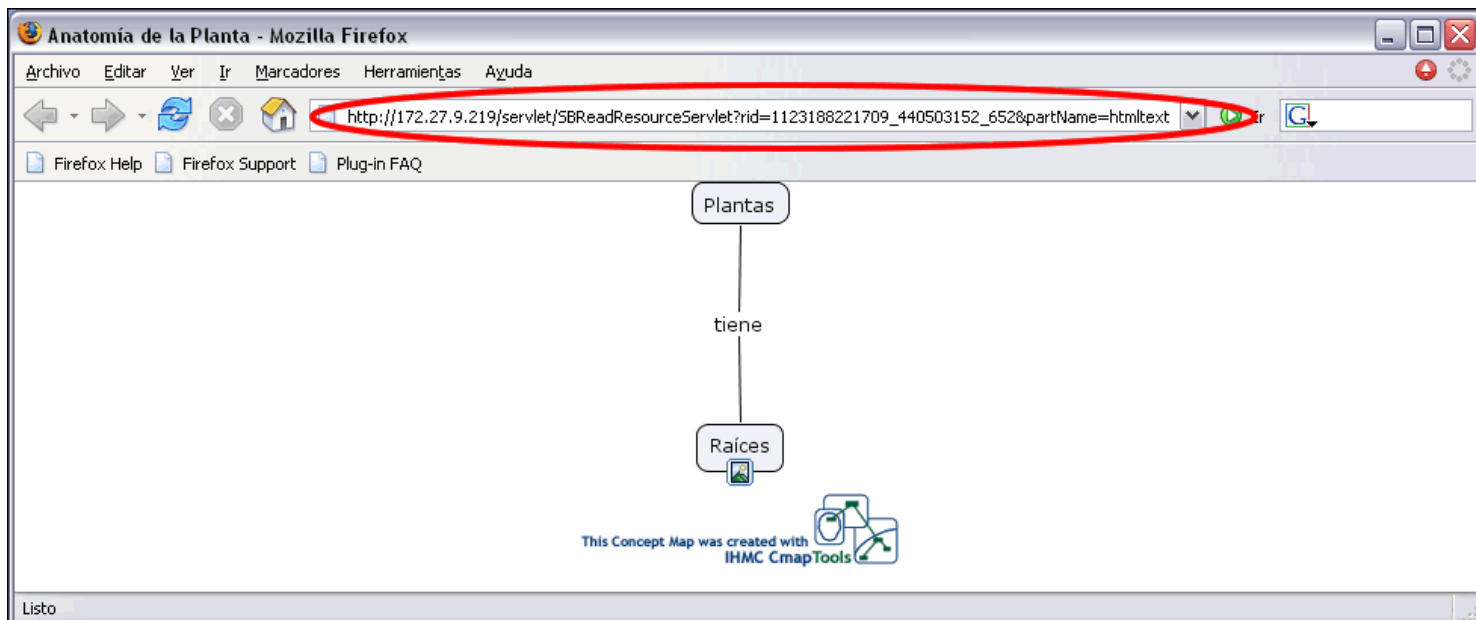 Anatomía de la Planta - Mozilla Firefox
Archivo Editar Ver Ir Marcadores Herramientas Ayuda
http://172.27.9.219/servlet/SBReadResourceServlet?rid=1123188221709_440503152_652&partName=htmltext
G
Firefox Help Firefox Support Plug-in FAQ
Plantas
tiene
Raíces
This Concept Map was created with
IHMC CmapTools
Listo